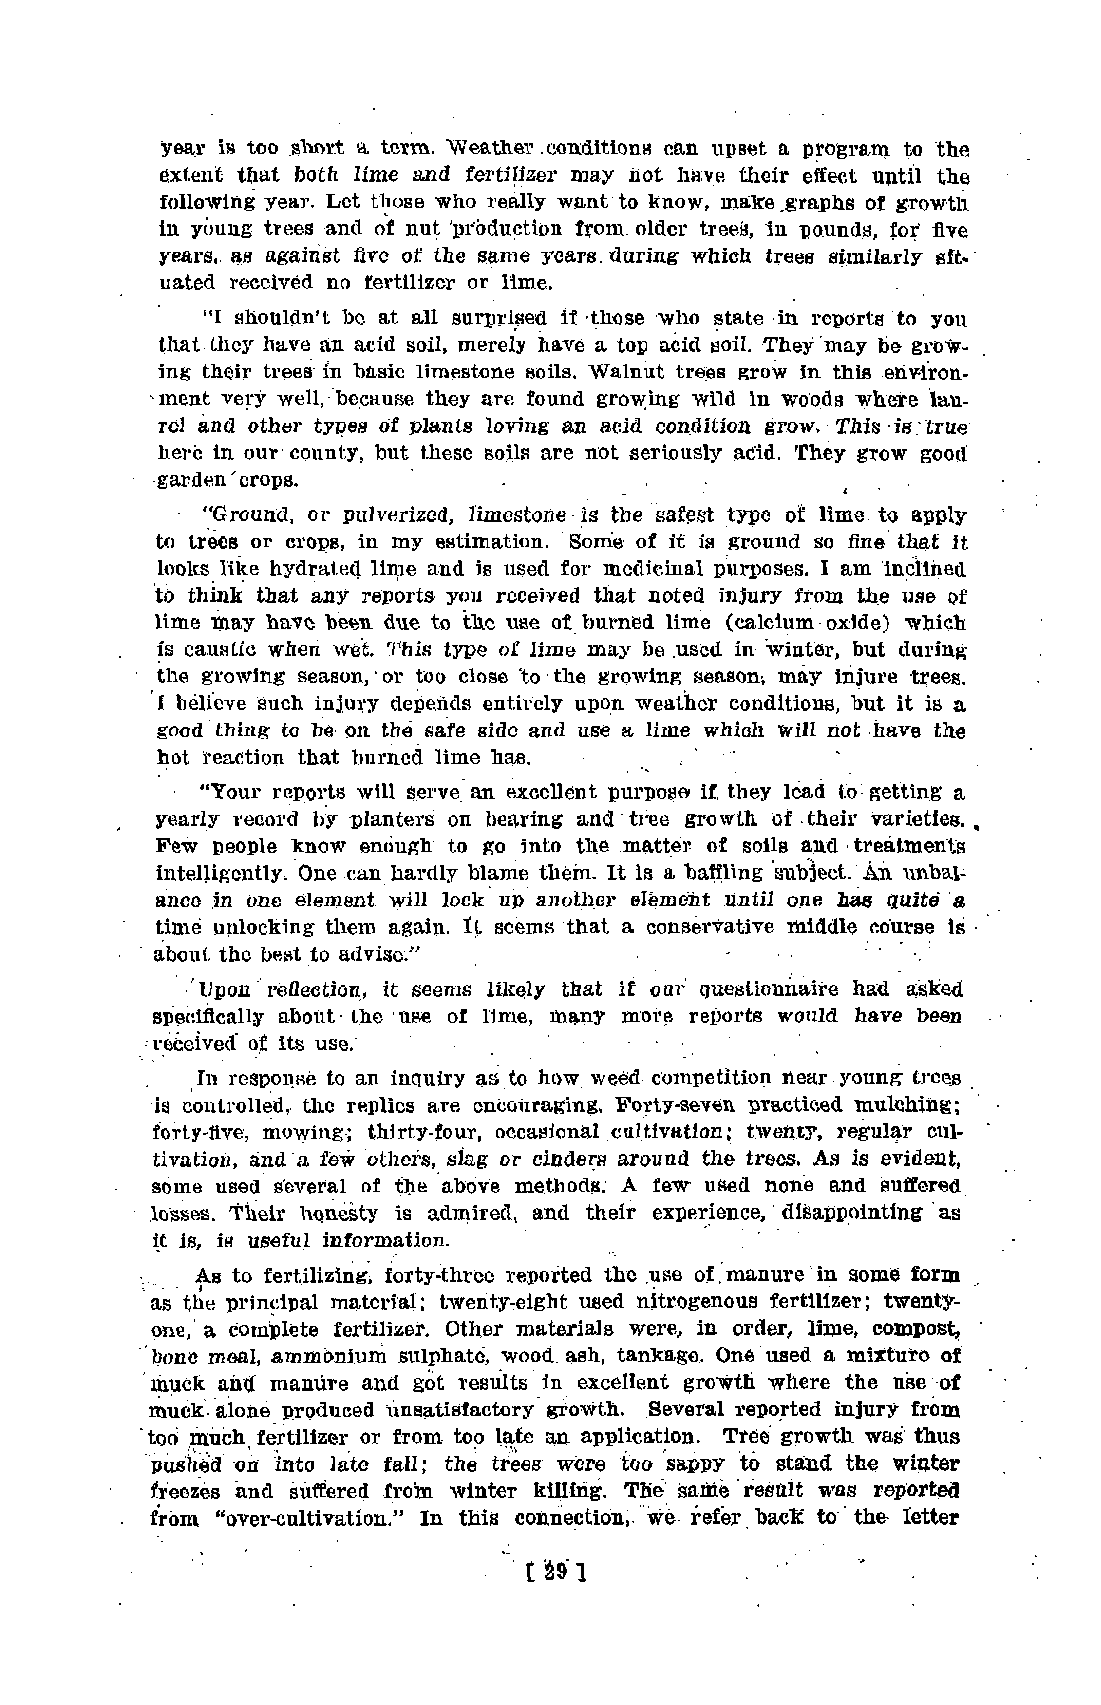 year is too short a term. Weather conditions can upset a program to the
extent that both lime and fertilizer may not have their effect until the
following year. Let those who really want to know, make graphs of growth
in young trees and of nut production from older trees, in pounds, for five
years, as against five of the same years during which trees similarly sit-
uated received no fertilizer or lime.
"I shouldn't be at all surprised if those who state in reports to you
that they have an acid soil, merely have a top acid soil. They may be grow-
ing their trees in basic limestone soils. Walnut trees grow in this environ-
ment very well, because they are found growing wild in woods where lau-
rel and other types of plants loving an acid condition grow. This is true
here in our county, but these soils are not seriously acid. They grow good
garden crops.
"Ground, or pulverized, limestone is the safest type of lime to apply
to trees or crops, in my estimation. Some of it is ground so fine that it
looks like hydrated lime and is used for medicinal purposes. I am inclined
to think that any reports you received that noted injury from the use of
lime may have been due to the use of burned lime (calcium oxide) which
is caustic when wet. This type of lime may be used in winter, but during
the growing season, or too close to the growing season, may injure trees.
I believe such injury depends entirely upon weather conditions, but it is a
good thing to be on the safe side and use a lime which will not have the
hot reaction that burned lime has.
"Your reports will serve an excellent purpose if they lead to getting a
yearly record by planters on bearing and tree growth of their varieties.
Few people know enough to go into the matter of soils and treatments
intelligently. One can hardly blame them. It is a baffling subject. An unbal-
ance in one element will lock up another element until one has quite a
time unlocking them again. It seems that a conservative middle course is
about the best to advise."
Upon reflection, it seems likely that if our questionnaire had asked
specifically about the use of lime, many more reports would have been
received of its use.
In response to an inquiry as to how weed competition near young trees
is controlled, the replies are encouraging. Forty-seven practiced mulching;
forty-five, mowing; thirty-four, occasional cultivation; twenty, regular cul-
tivation, and a few others, slag or cinders around the trees. As is evident,
some used several of the above methods. A few used none and suffered
losses. Their honesty is admired, and their experience, disappointing as
it is, is useful information.
As to fertilizing, forty-three reported the use of manure in some form
as the principal material; twenty-eight used nitrogenous fertilizer; twenty-
one, a complete fertilizer. Other materials were, in order, lime, compost,
bone meal, ammonium sulphate, wood ash, tankage. One used a mixture of
muck and manure and got results in excellent growth where the use of
muck alone produced unsatisfactory growth. Several reported injury from
too much fertilizer or from too late an application. Tree growth was thus
pushed on into late fall; the trees were too sappy to stand the winter
freezes and suffered from winter killing. The same result was reported
from "over-cultivation." In this connection, we refer back to the letter
[ 29 ]